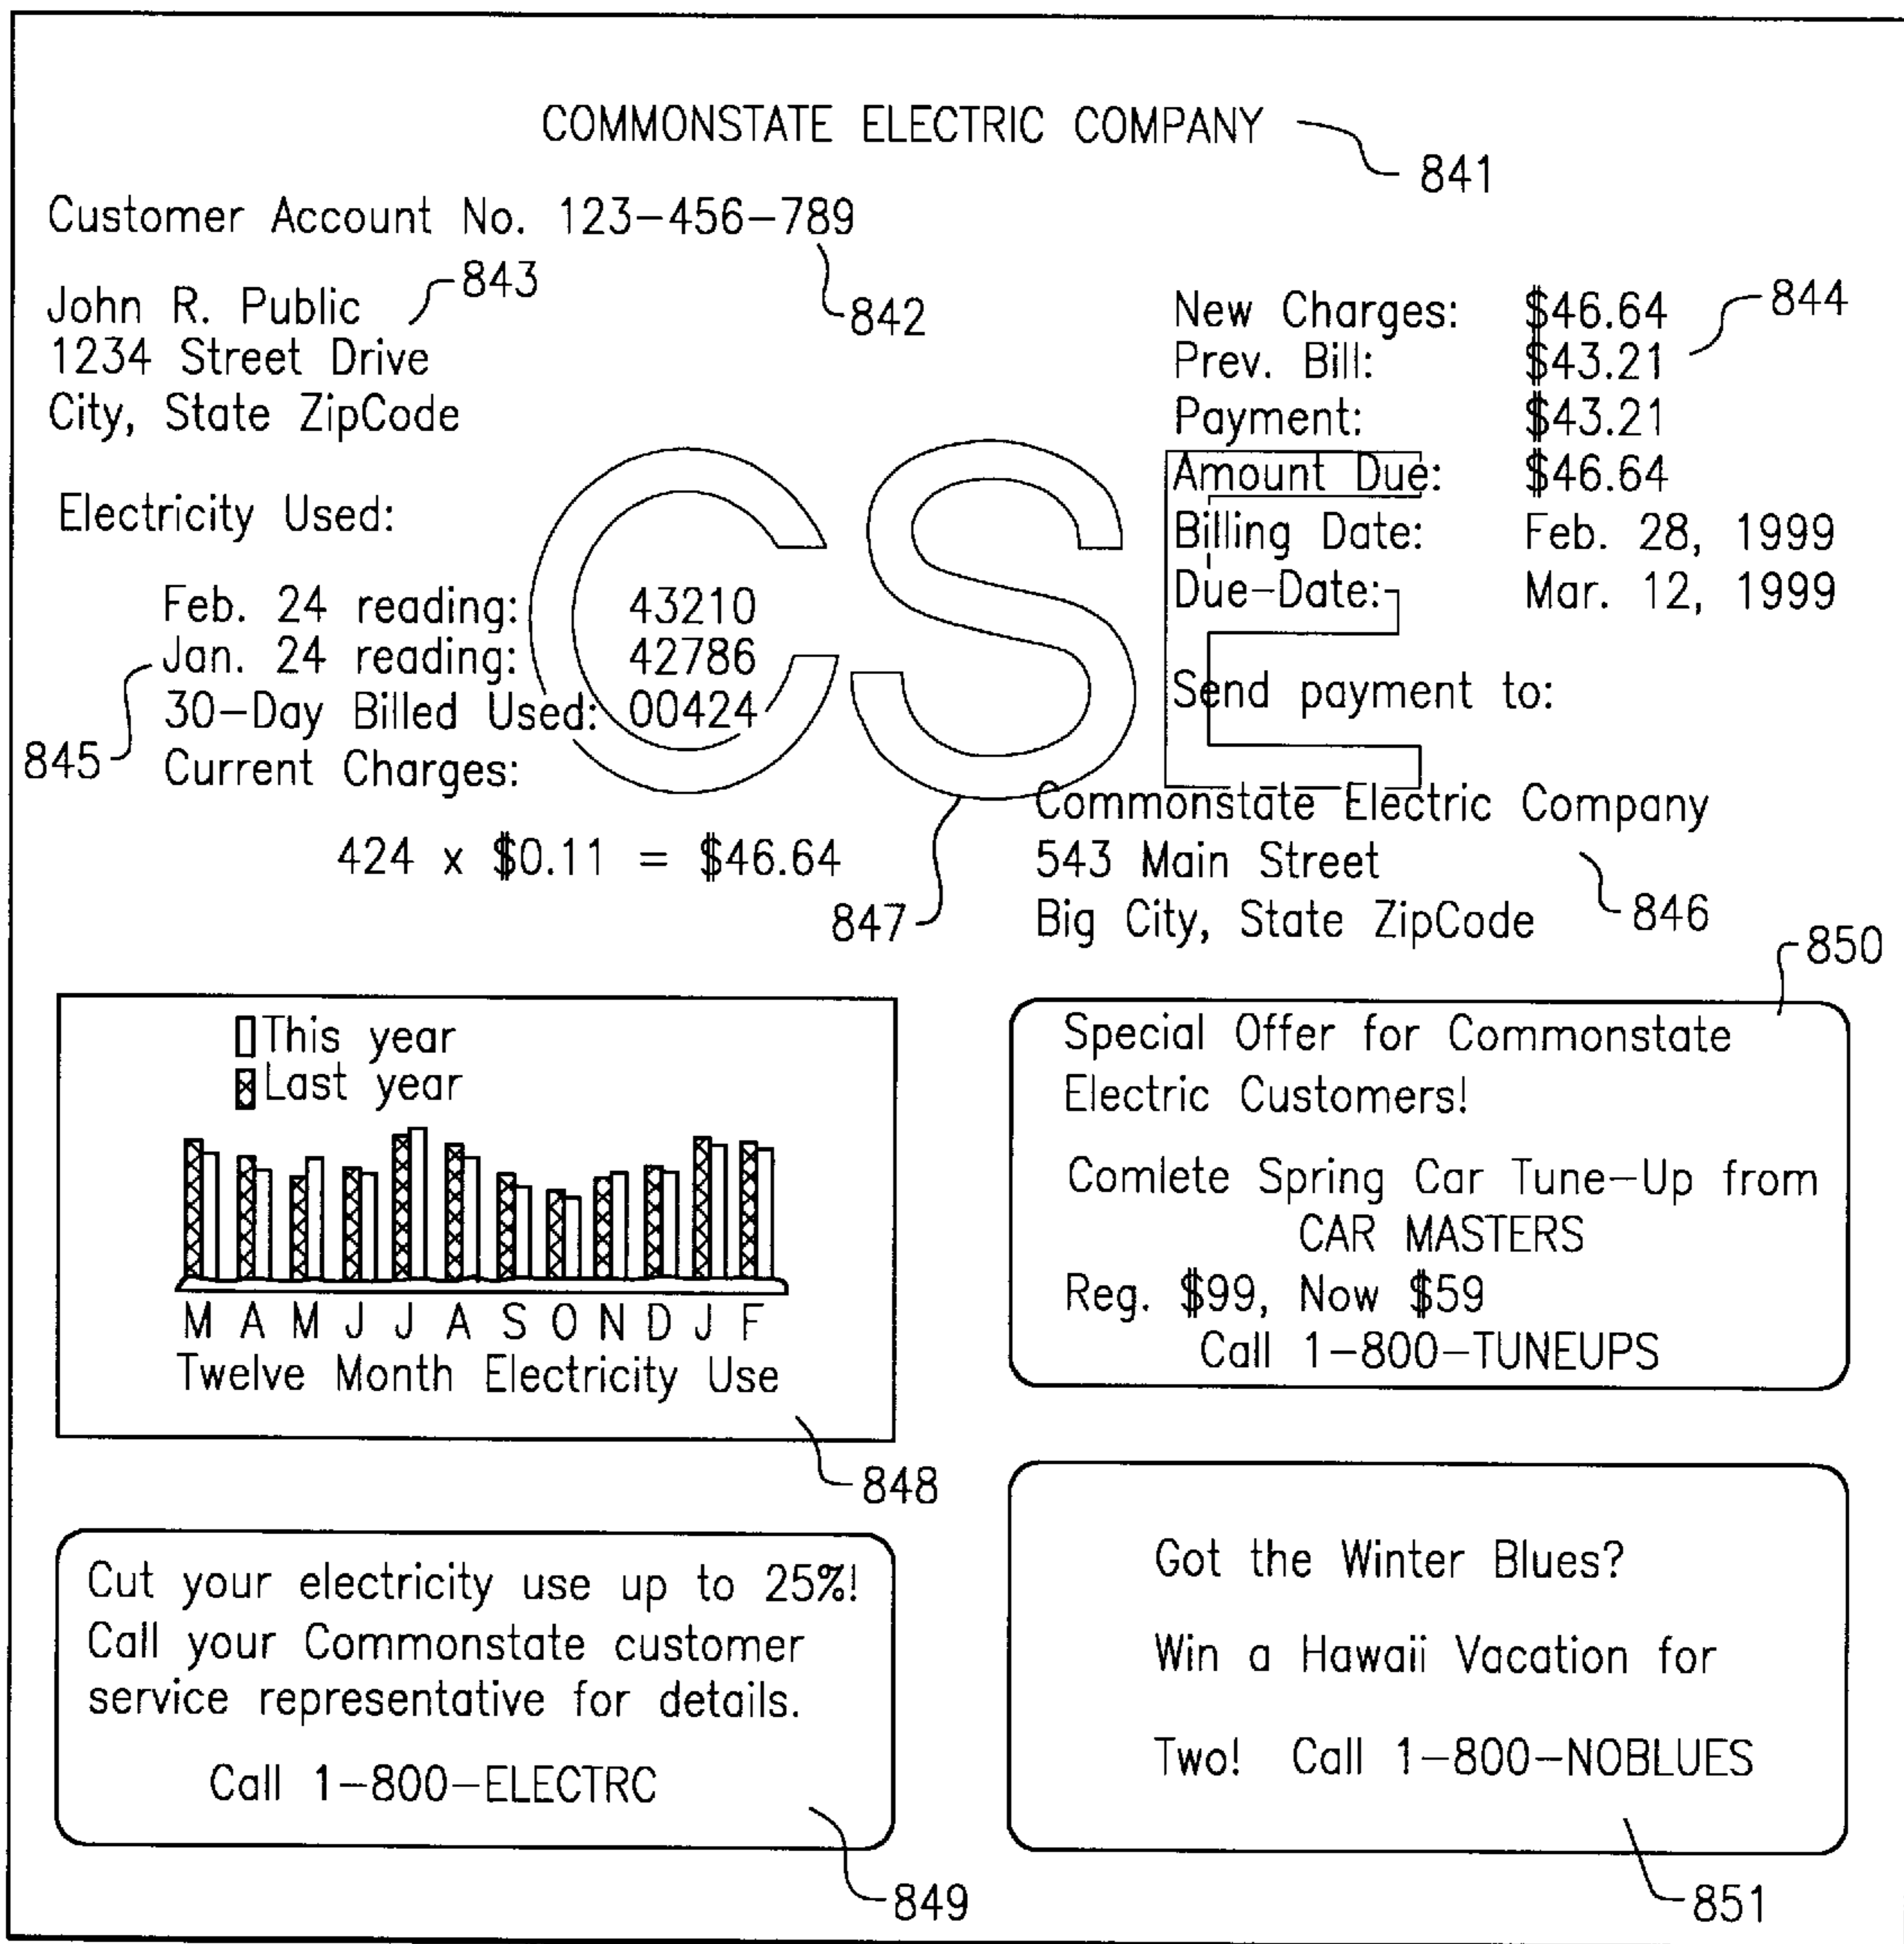 COMMONSTATE ELECTRIC COMPANY
841
Customer Account No. 123-456-789
842
John R. Public
843
1234 Street Drive
City, State ZipCode
New Charges: $46.64
844
Prev. Bill: $43.21
Payment: $43.21
Amount Due: $46.64
Billing Date: Feb. 28, 1999
Due-Date: Mar. 12, 1999
CSE
Electricity Used:
Feb. 24 reading: 43210
Jan. 24 reading: 42786
30-Day Billed Used: 00424
845
Current Charges:
424 x $0.11 = $46.64
847
Send payment to:
Commonstate Electric Company
543 Main Street
Big City, State ZipCode
846
This year
Last year
M A M J J A S O N D J F
Twelve Month Electricity Use
848
850
Special Offer for Commonstate
Electric Customers!
Comlete Spring Car Tune-Up from
CAR MASTERS
Reg. $99, Now $59
Call 1-800-TUNEUPS
Cut your electricity use up to 25%!
Call your Commonstate customer
service representative for details.
Call 1-800-ELECTRC
849
Got the Winter Blues?
Win a Hawaii Vacation for
Two! Call 1-800-NOBLUES
851